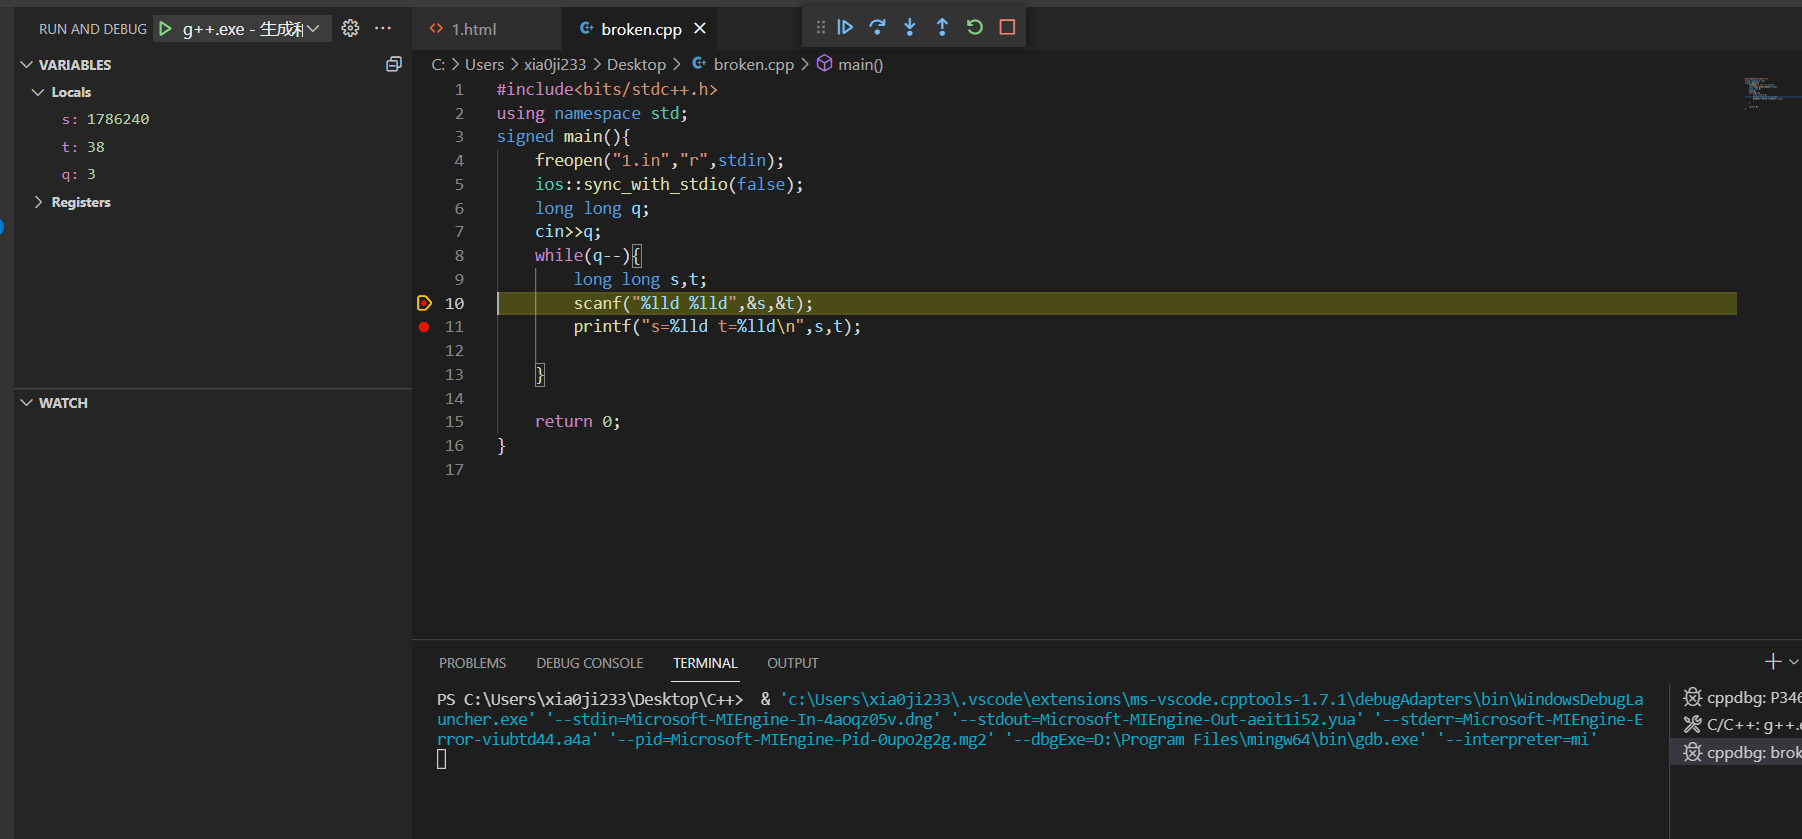 RUN AND DEBUG g++.exe - 生成和
1.html
broken.cpp
VARIABLES
Locals
s: 1786240
t: 38
q: 3
Registers
WATCH
C: > Users > xia0ji233 > Desktop > broken.cpp > main()
1 #include<bits/stdc++.h>
2 using namespace std;
3 signed main(){
4 freopen("1.in","r",stdin);
5 ios::sync_with_stdio(false);
6 long long q;
7 cin>>q;
8 while(q--){
9 long long s,t;
10 scanf("%lld %lld",&s,&t);
11 printf("s=%lld t=%lld\n",s,t);
12
13 }
14
15 return 0;
16 }
17
PROBLEMS DEBUG CONSOLE TERMINAL OUTPUT
PS C:\Users\xia0ji233\Desktop\C++> & 'c:\Users\xia0ji233\.vscode\extensions\ms-vscode.cpptools-1.7.1\debugAdapters\bin\WindowsDebugLa
uncher.exe' '--stdin=Microsoft-MIEngine-In-4aoqz05v.dng' '--stdout=Microsoft-MIEngine-Out-aeit1i52.yua' '--stderr=Microsoft-MIEngine-E
rror-viubtd44.a4a' '--pid=Microsoft-MIEngine-Pid-0upo2g2g.mg2' '--dbgExe=D:\Program Files\mingw64\bin\gdb.exe' '--interpreter=mi'
cppdbg: P346
C/C++: g++.
cppdbg: brok